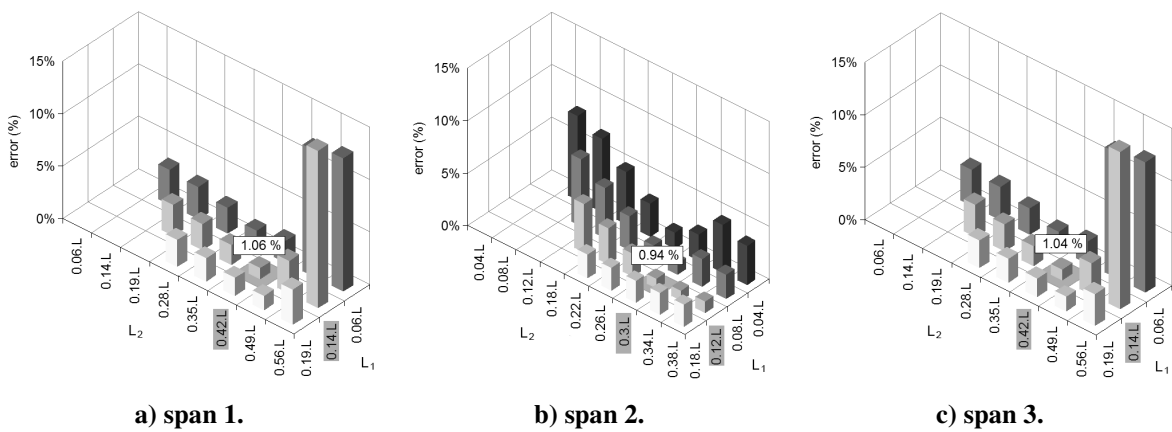 15%
10%
5%
0%
error (%)
1.06 %
0.06.L
0.14.L
0.19.L
0.28.L
0.35.L
0.42.L
0.49.L
0.56.L
L2
0.19.L
0.14.L
0.06.L
L1
a) span 1.
15%
10%
5%
0%
error (%)
0.94 %
0.04.L
0.08.L
0.12.L
0.18.L
0.22.L
0.26.L
0.3.L
0.34.L
0.38.L
L2
0.18.L
0.12.L
0.08.L
0.04.L
L1
b) span 2.
15%
10%
5%
0%
error (%)
1.04 %
0.06.L
0.14.L
0.19.L
0.28.L
0.35.L
0.42.L
0.49.L
0.56.L
L2
0.19.L
0.14.L
0.06.L
L1
c) span 3.